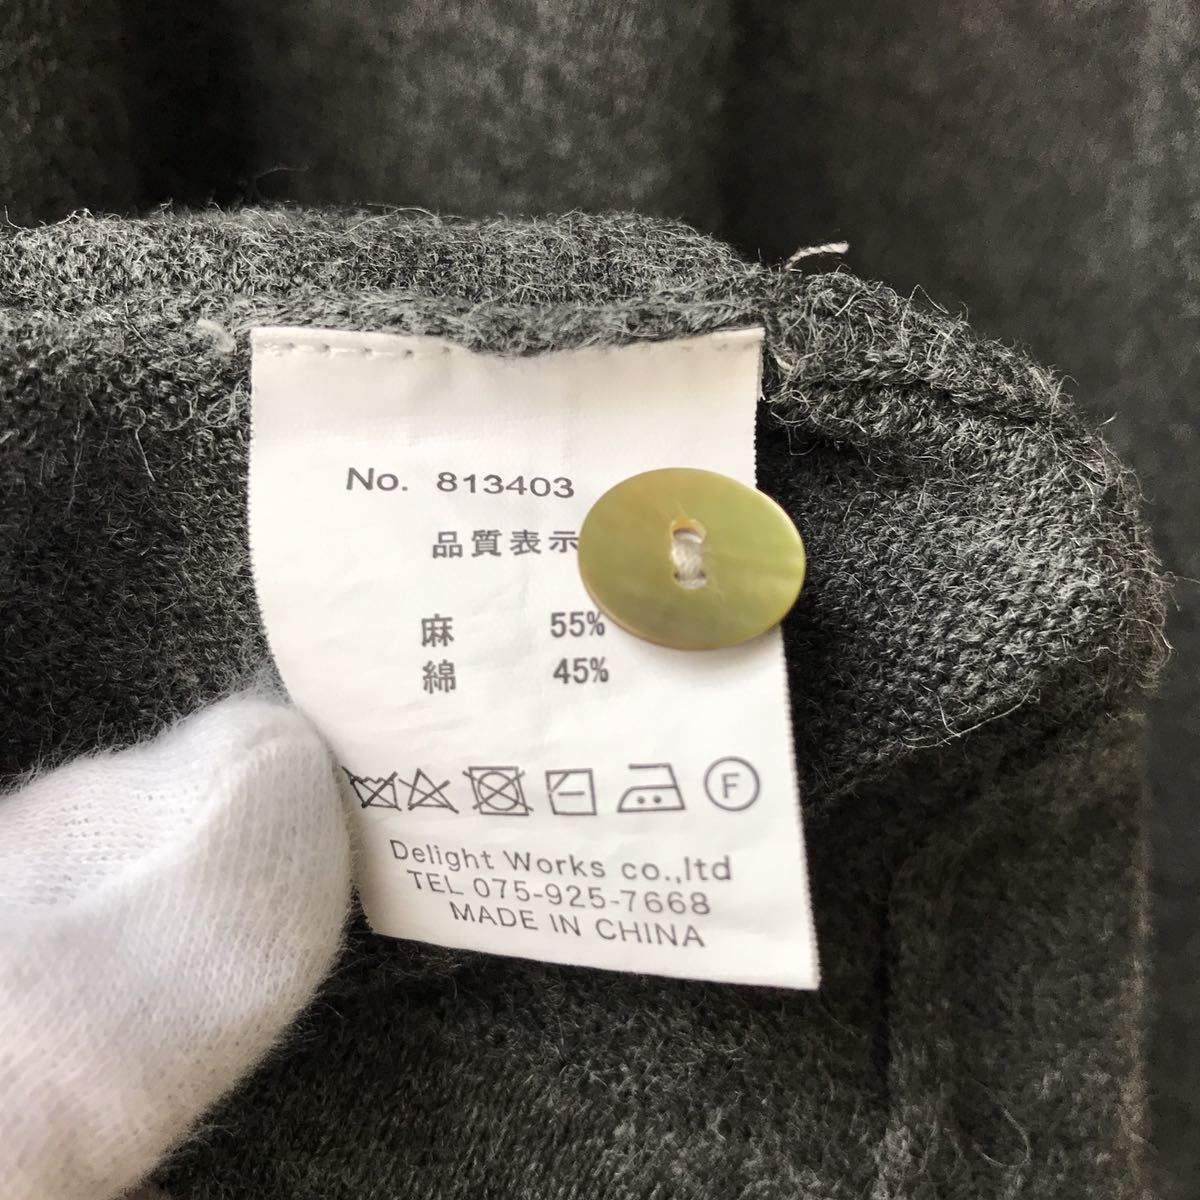 No. 813403
品質表示
麻 55%
綿 45%
F
Delight Works co.,ltd
TEL 075-925-7668
MADE IN CHINA